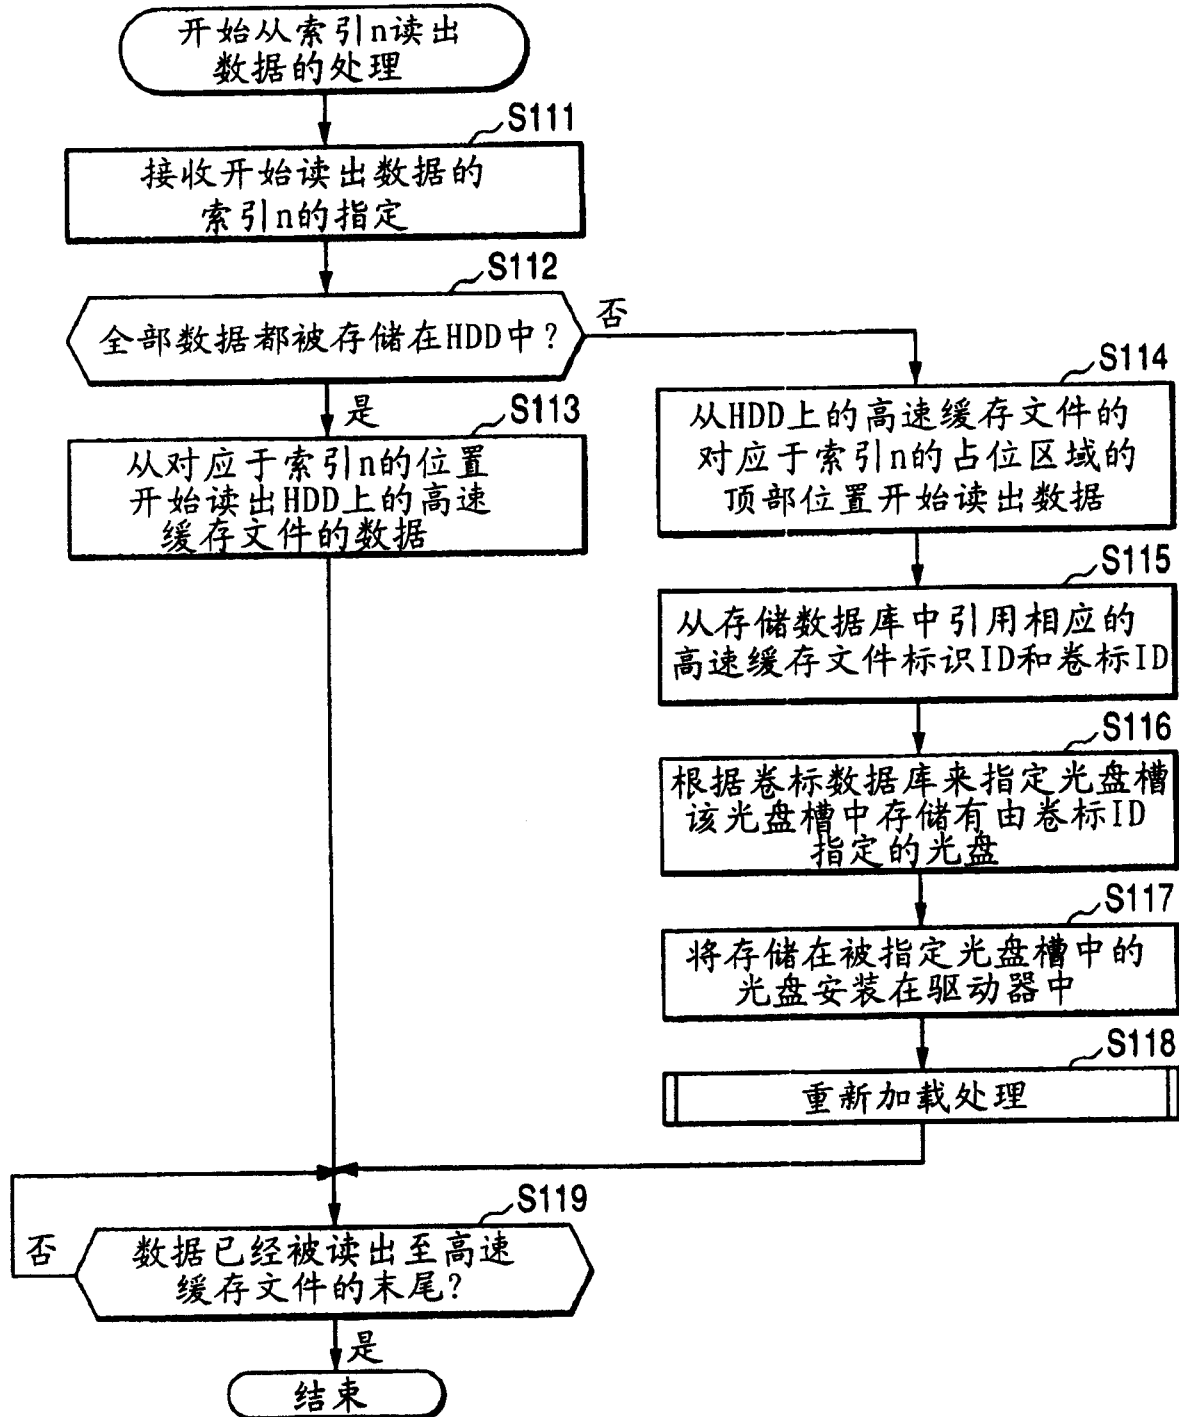 开始从索引n读出
数据的处理
S111
接收开始读出数据的
索引n的指定
S112
全部数据都被存储在HDD中?
否
是
S113
从对应于索引n的位置
开始读出HDD上的高速
缓存文件的数据
S114
从HDD上的高速缓存文件的
对应于索引n的占位区域的
顶部位置开始读出数据
S115
从存储数据库中引用相应的
高速缓存文件标识ID和卷标ID
S116
根据卷标数据库来指定光盘槽
该光盘槽中存储有由卷标ID
指定的光盘
S117
将存储在被指定光盘槽中的
光盘安装在驱动器中
S118
重新加载处理
S119
数据已经被读出至高速
缓存文件的末尾?
否
是
结束